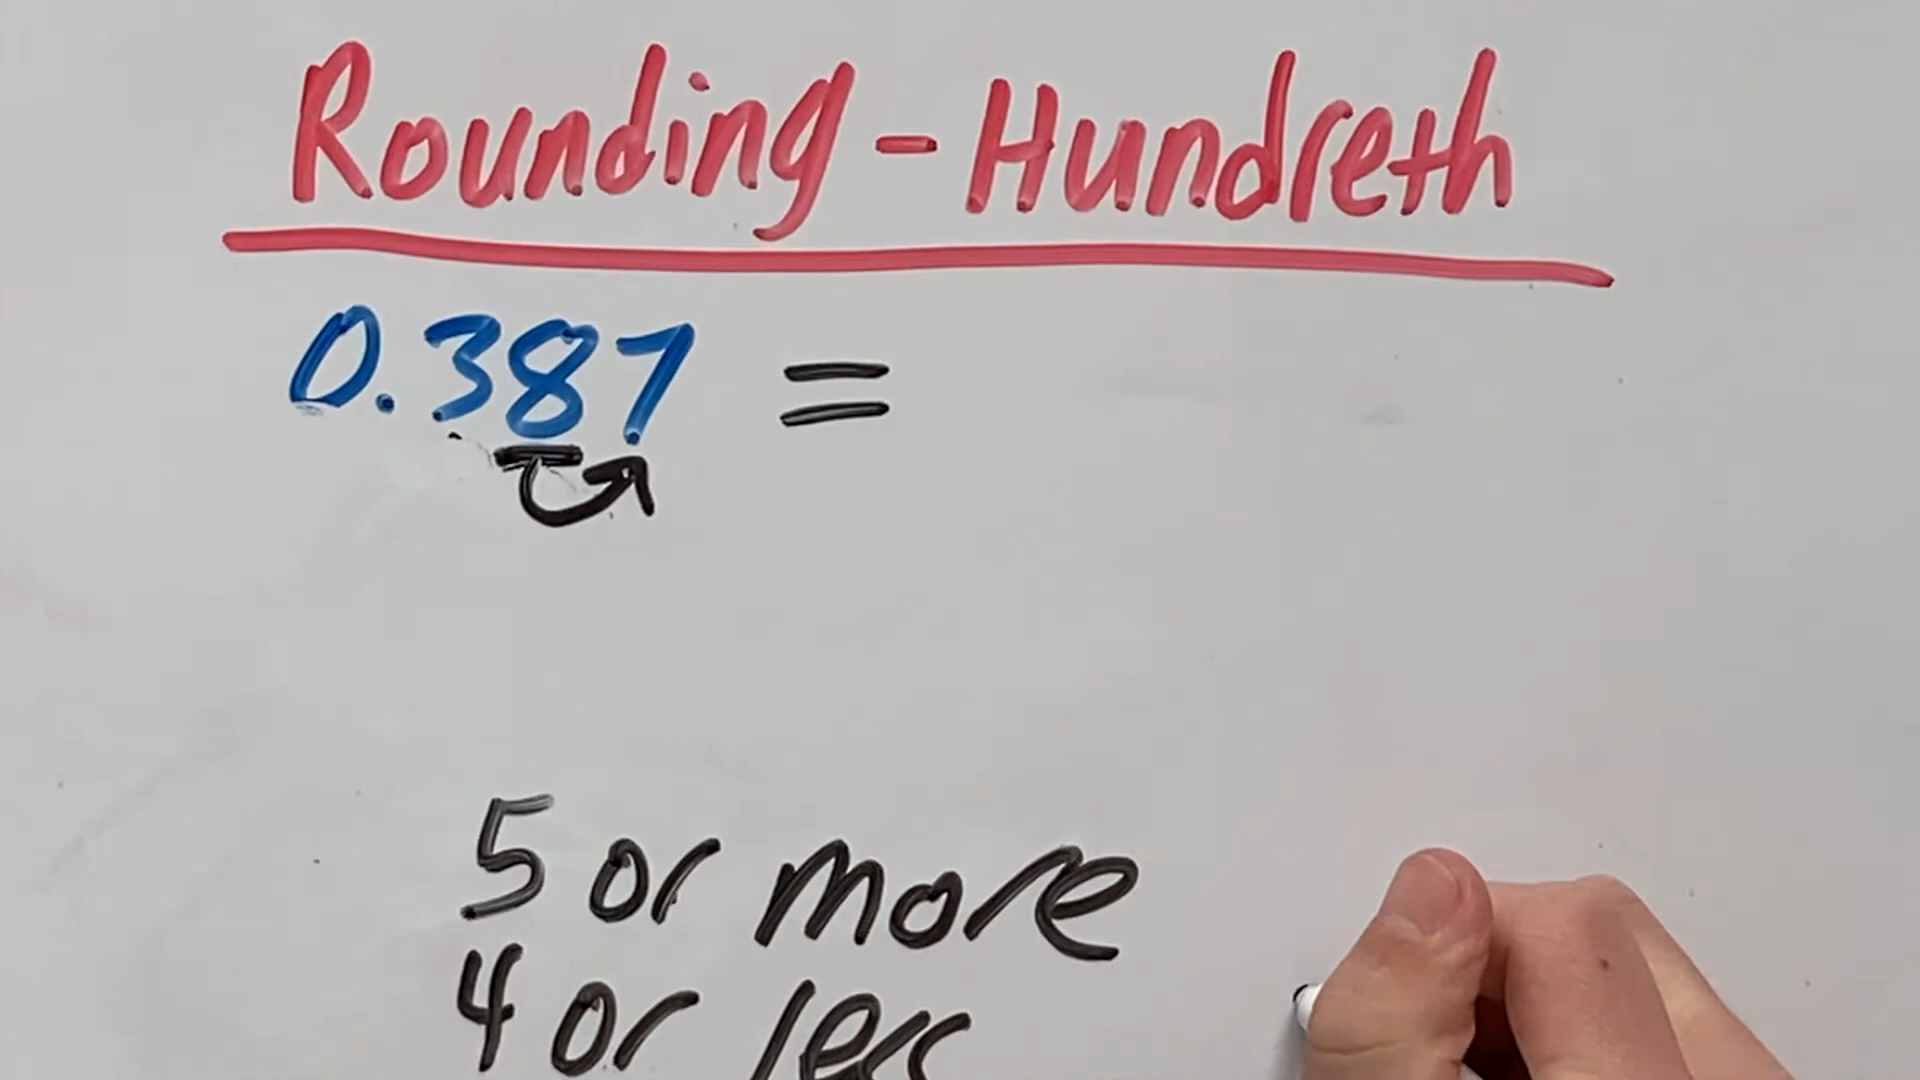 Rounding - Hundreth
0.387 =
5 or more
4 or less